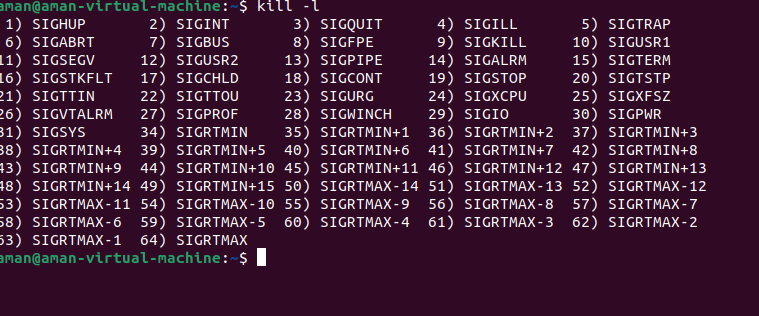 aman@aman-virtual-machine:~$ kill -l
1) SIGHUP 2) SIGINT 3) SIGQUIT 4) SIGILL 5) SIGTRAP
6) SIGABRT 7) SIGBUS 8) SIGFPE 9) SIGKILL 10) SIGUSR1
11) SIGSEGV 12) SIGUSR2 13) SIGPIPE 14) SIGALRM 15) SIGTERM
16) SIGSTKFLT 17) SIGCHLD 18) SIGCONT 19) SIGSTOP 20) SIGTSTP
21) SIGTTIN 22) SIGTTOU 23) SIGURG 24) SIGXCPU 25) SIGXFSZ
26) SIGVTALRM 27) SIGPROF 28) SIGWINCH 29) SIGIO 30) SIGPWR
31) SIGSYS 34) SIGRTMIN 35) SIGRTMIN+1 36) SIGRTMIN+2 37) SIGRTMIN+3
38) SIGRTMIN+4 39) SIGRTMIN+5 40) SIGRTMIN+6 41) SIGRTMIN+7 42) SIGRTMIN+8
43) SIGRTMIN+9 44) SIGRTMIN+10 45) SIGRTMIN+11 46) SIGRTMIN+12 47) SIGRTMIN+13
48) SIGRTMIN+14 49) SIGRTMIN+15 50) SIGRTMAX-14 51) SIGRTMAX-13 52) SIGRTMAX-12
53) SIGRTMAX-11 54) SIGRTMAX-10 55) SIGRTMAX-9 56) SIGRTMAX-8 57) SIGRTMAX-7
58) SIGRTMAX-6 59) SIGRTMAX-5 60) SIGRTMAX-4 61) SIGRTMAX-3 62) SIGRTMAX-2
63) SIGRTMAX-1 64) SIGRTMAX
aman@aman-virtual-machine:~$